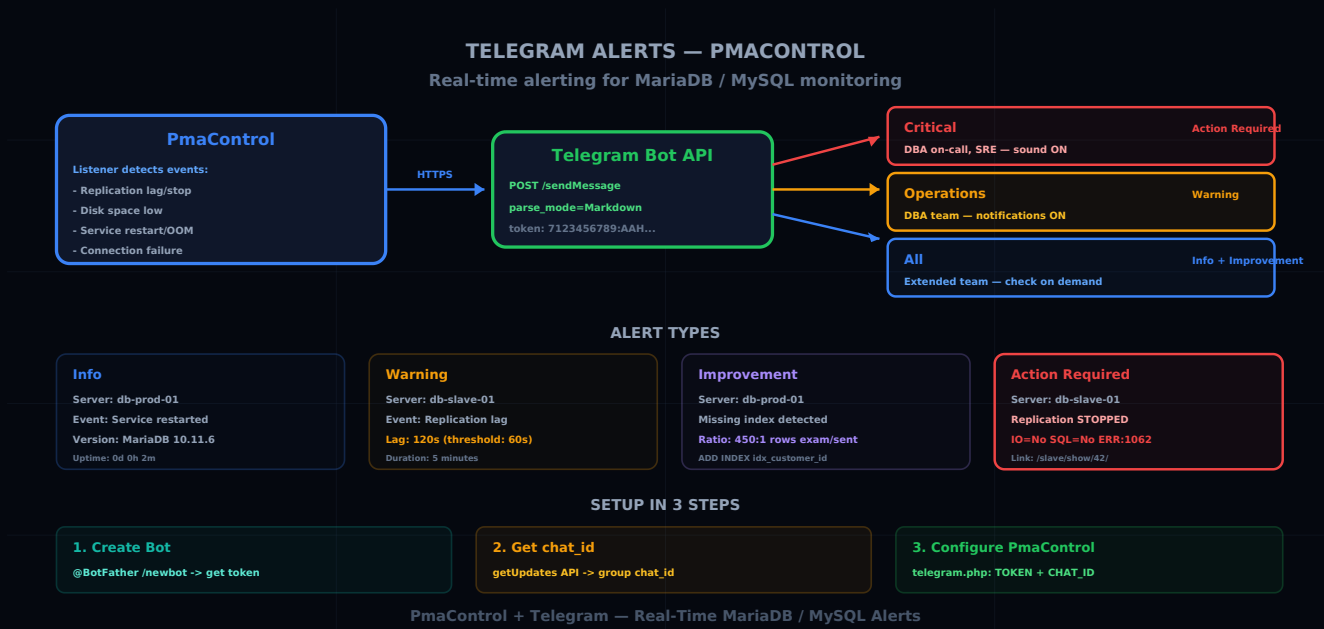 TELEGRAM ALERTS — PMACONTROL
Real-time alerting for MariaDB / MySQL monitoring
PmaControl
Listener detects events:
- Replication lag/stop
- Disk space low
- Service restart/OOM
- Connection failure
HTTPS
Telegram Bot API
POST /sendMessage
parse_mode=Markdown
token: 7123456789:AAH...
Critical
Action Required
DBA on-call, SRE — sound ON
Operations
Warning
DBA team — notifications ON
All
Info + Improvement
Extended team — check on demand
ALERT TYPES
Info
Server: db-prod-01
Event: Service restarted
Version: MariaDB 10.11.6
Uptime: 0d 0h 2m
Warning
Server: db-slave-01
Event: Replication lag
Lag: 120s (threshold: 60s)
Duration: 5 minutes
Improvement
Server: db-prod-01
Missing index detected
Ratio: 450:1 rows exam/sent
ADD INDEX idx_customer_id
Action Required
Server: db-slave-01
Replication STOPPED
IO=No SQL=No ERR:1062
Link: /slave/show/42/
SETUP IN 3 STEPS
1. Create Bot
@BotFather /newbot -> get token
2. Get chat_id
getUpdates API -> group chat_id
3. Configure PmaControl
telegram.php: TOKEN + CHAT_ID
PmaControl + Telegram — Real-Time MariaDB / MySQL Alerts